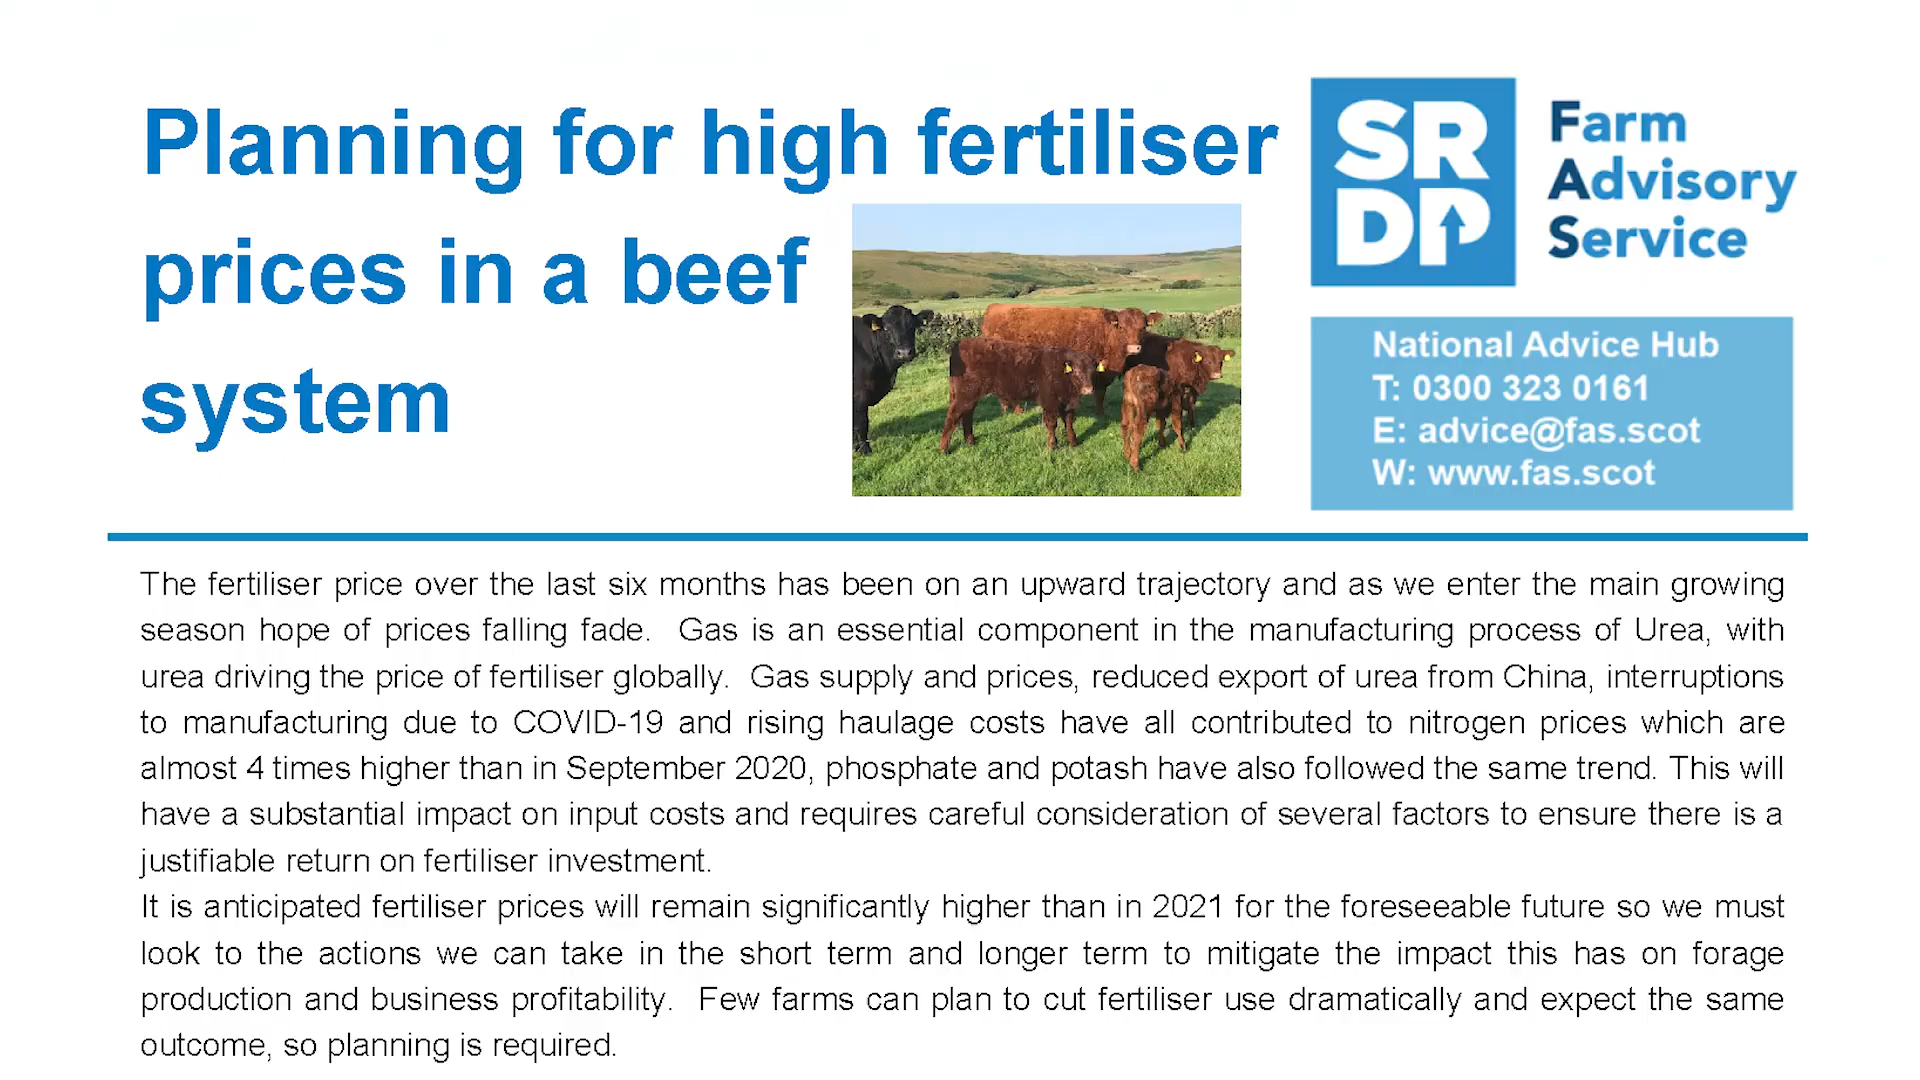 Planning for high fertiliser
prices in a beef
system
SR
DP
Farm
Advisory
Service
National Advice Hub
T: 0300 323 0161
E: advice@fas.scot
W: www.fas.scot
The fertiliser price over the last six months has been on an upward trajectory and as we enter the main growing
season hope of prices falling fade.  Gas is an essential component in the manufacturing process of Urea, with
urea driving the price of fertiliser globally.  Gas supply and prices, reduced export of urea from China, interruptions
to manufacturing due to COVID-19 and rising haulage costs have all contributed to nitrogen prices which are
almost 4 times higher than in September 2020, phosphate and potash have also followed the same trend. This will
have a substantial impact on input costs and requires careful consideration of several factors to ensure there is a
justifiable return on fertiliser investment.
It is anticipated fertiliser prices will remain significantly higher than in 2021 for the foreseeable future so we must
look to the actions we can take in the short term and longer term to mitigate the impact this has on forage
production and business profitability.  Few farms can plan to cut fertiliser use dramatically and expect the same
outcome, so planning is required.